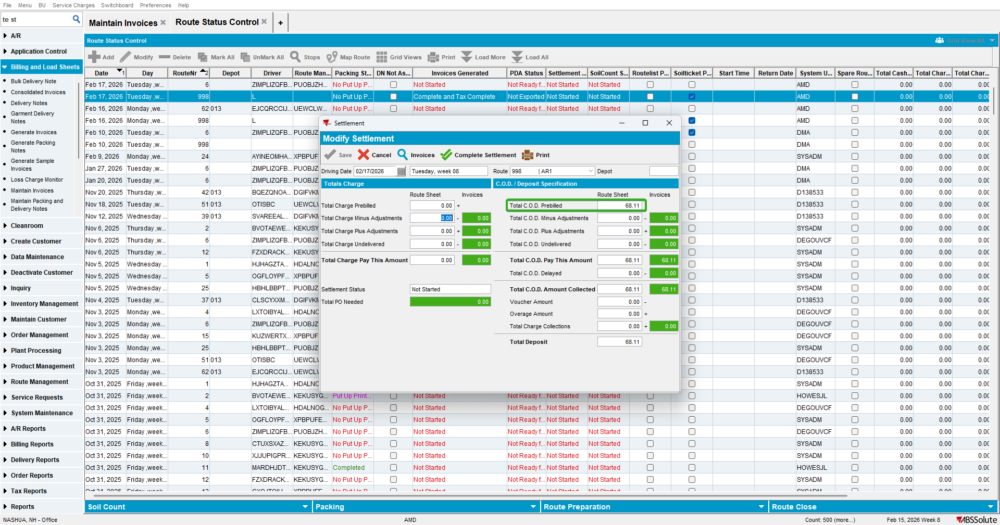 File Menu BU Service Charges Switchboard Preferences Help
te st
Maintain Invoices Route Status Control +
Route Status Control Grid View All
Add Modify Delete Mark All UnMark All Stops Map Route Grid Views Print Load More Load All
A/R
Application Control
Billing and Load Sheets
Bulk Delivery Note
Consolidated Invoices
Delivery Notes
Garment Delivery
Notes
Generate Invoices
Generate Packing
Notes
Generate Sample
Invoices
Loss Charge Monitor
Maintain Invoices
Maintain Packing and
Delivery Notes
Cleanroom
Create Customer
Data Maintenance
Deactivate Customer
Inquiry
Inventory Management
Maintain Customer
Order Management
Plant Processing
Product Management
Route Management
Service Requests
System Maintenance
A/R Reports
Billing Reports
Delivery Reports
Order Reports
Tax Reports
Reports
Date 1 Day RouteNr 2 Depot Driver Route Man... Packing St... DN Not As... Invoices Generated PDA Status Settlement ... SoilCount S... Routelist P... Soilticket P... Start Time Return Date System U... Spare Rou... Total Cash... Total Char... Total Char...
Feb 17, 2026 Tuesday ,w... 6 ZIMPLIZQFB... PUOBJZH... No Put Up P... Not Started Not Ready f... Not Started Not Started AMD 0.00 0.00 0.00
Feb 17, 2026 Tuesday ,w... 998 L No Put Up P... Complete and Tax Complete Not Exported Not Started Not Started AMD 0.00 0.00 0.00
Feb 16, 2026 Monday ,we... 62 013 EJCQRCCIJ... UEWCLW... No Put Up P... Not Started Not Ready f... Not Started Not Started AMD 0.00 0.00 0.00
Feb 16, 2026 Monday ,we... 998 L AMD 0.00 0.00 0.00
Feb 10, 2026 Tuesday ,w... 6 ZIMPLIZQFB... PUOBJZ DMA 0.00 0.00 0.00
Feb 10, 2026 Tuesday ,w... 998 DMA 0.00 0.00 0.00
Feb 9, 2026 Monday ,we... 24 AYINEOMHA... XPBPUF SYSADM 0.00 0.00 0.00
Jan 27, 2026 Tuesday ,w... 6 ZIMPLIZQFB... PUOBJZ DMA 0.00 0.00 0.00
Jan 20, 2026 Tuesday ,w... 6 ZIMPLIZQFB... PUOBJZ DMA 0.00 0.00 0.00
Nov 20, 2025 Thursday ,w... 42 013 BQEZQNOA... DGIFVKM D138533 0.00 0.00 0.00
Nov 18, 2025 Tuesday ,w... 51 013 OTISBC UEWCL D138533 0.00 0.00 0.00
Nov 12, 2025 Wednesday ... 39 013 SVAREEAL... DGIFVKM D138533 0.00 0.00 0.00
Nov 6, 2025 Thursday ,w... 2 BVOTAEWE... KEKUSY SYSADM 0.00 0.00 0.00
Nov 6, 2025 Thursday ,w... 6 ZIMPLIZQFB... PUOBJZ DEGOUVCF 0.00 0.00 0.00
Nov 6, 2025 Thursday ,w... 12 FZXDRACK... KEKUSY SYSADM 0.00 0.00 0.00
Nov 5, 2025 Wednesday ... 1 HJHAGZTA... HDALNO SYSADM 0.00 0.00 0.00
Nov 5, 2025 Wednesday ... 5 OGFLOYPF... XPBPUF SYSADM 0.00 0.00 0.00
Nov 5, 2025 Wednesday ... 25 HBHLBBPT... PUOBJZ SYSADM 0.00 0.00 0.00
Nov 4, 2025 Tuesday ,w... 37 013 CLSCYXXM... DGIFVKM D138533 0.00 0.00 0.00
Nov 3, 2025 Monday ,we... 4 LXTOIBYAL... HDALNO DEGOUVCF 0.00 0.00 0.00
Nov 3, 2025 Monday ,we... 6 ZIMPLIZQFB... PUOBJZ DEGOUVCF 0.00 0.00 0.00
Nov 3, 2025 Monday ,we... 15 KUZWERTX... XPBPUF DEGOUVCF 0.00 0.00 0.00
Nov 3, 2025 Monday ,we... 25 HBHLBBPT... PUOBJZ SYSADM 0.00 0.00 0.00
Nov 3, 2025 Monday ,we... 51 013 OTISBC UEWCL DEGOUVCF 0.00 0.00 0.00
Nov 3, 2025 Monday ,we... 62 013 EJCQRCCIJ... UEWCL D138533 0.00 0.00 0.00
Oct 31, 2025 Friday ,week... 1 HJHAGZTA... HDALNO SYSADM 0.00 0.00 0.00
Oct 31, 2025 Friday ,week... 2 BVOTAEWE... KEKUSYG... Put Up Print... Not Started Not Ready f... Not Started Not Started HOWESJL 0.00 0.00 0.00
Oct 31, 2025 Friday ,week... 4 LXTOIBYAL... HDALNOG... No Put Up P... Not Started Not Ready f... Not Started Not Started DEGOUVCF 0.00 0.00 0.00
Oct 31, 2025 Friday ,week... 5 OGFLOYPF... XPBPUFE... No Put Up P... Not Started Not Ready f... Not Started Not Started SYSADM 0.00 0.00 0.00
Oct 31, 2025 Friday ,week... 6 ZIMPLIZQFB... PUOBJZH... No Put Up P... Not Started Not Ready f... Not Started Not Started DEGOUVCF 0.00 0.00 0.00
Oct 31, 2025 Friday ,week... 8 CTUXSXAZ... KEKUSYG... No Put Up P... Not Started Not Ready f... Not Started Not Started SYSADM 0.00 0.00 0.00
Oct 31, 2025 Friday ,week... 10 XJJUPIGPR... KEKUSYG... No Put Up P... Not Started Not Ready f... Not Started Not Started SYSADM 0.00 0.00 0.00
Oct 31, 2025 Friday ,week... 11 MARDHJDT... KEKUSYG... Completed Not Started Not Ready f... Not Started Not Started HOWESJL 0.00 0.00 0.00
Oct 31, 2025 Friday ,week... 12 FZXDRACK... KEKUSYG... No Put Up P... Not Started Not Ready f... Not Started Not Started SYSADM 0.00 0.00 0.00
Settlement
Modify Settlement
Save Cancel Invoices Complete Settlement Print
Driving Date 02/17/2026 Tuesday, week 08 Route 998 | AR1 Depot
Totals Charge C.O.D. / Deposit Specification
Route Sheet Invoices Route Sheet Invoices
Total Charge Prebilled 0.00 + Total C.O.D. Prebilled 68.11
Total Charge Minus Adjustments 0.00 - 0.00 Total C.O.D. Minus Adjustments 0.00 - 0.00
Total Charge Plus Adjustments 0.00 + 0.00 Total C.O.D. Plus Adjustments 0.00 + 0.00
Total Charge Undelivered 0.00 - 0.00 Total C.O.D. Undelivered 0.00 - 0.00
Total Charge Pay This Amount 0.00 0.00 Total C.O.D. Pay This Amount 68.11 68.11
Total C.O.D. Delayed 0.00 - 0.00
Settlement Status Not Started Total C.O.D. Amount Collected 68.11 68.11
Total PO Needed 0.00 Voucher Amount 0.00 -
Overage Amount 0.00 +
Total Charge Collections 0.00 + 0.00
Total Deposit 68.11
Soil Count Packing Route Preparation Route Close
NASHUA, NH - Office AMD Count: 500 (more...) Feb 15, 2026 Week 8 ABSSolute